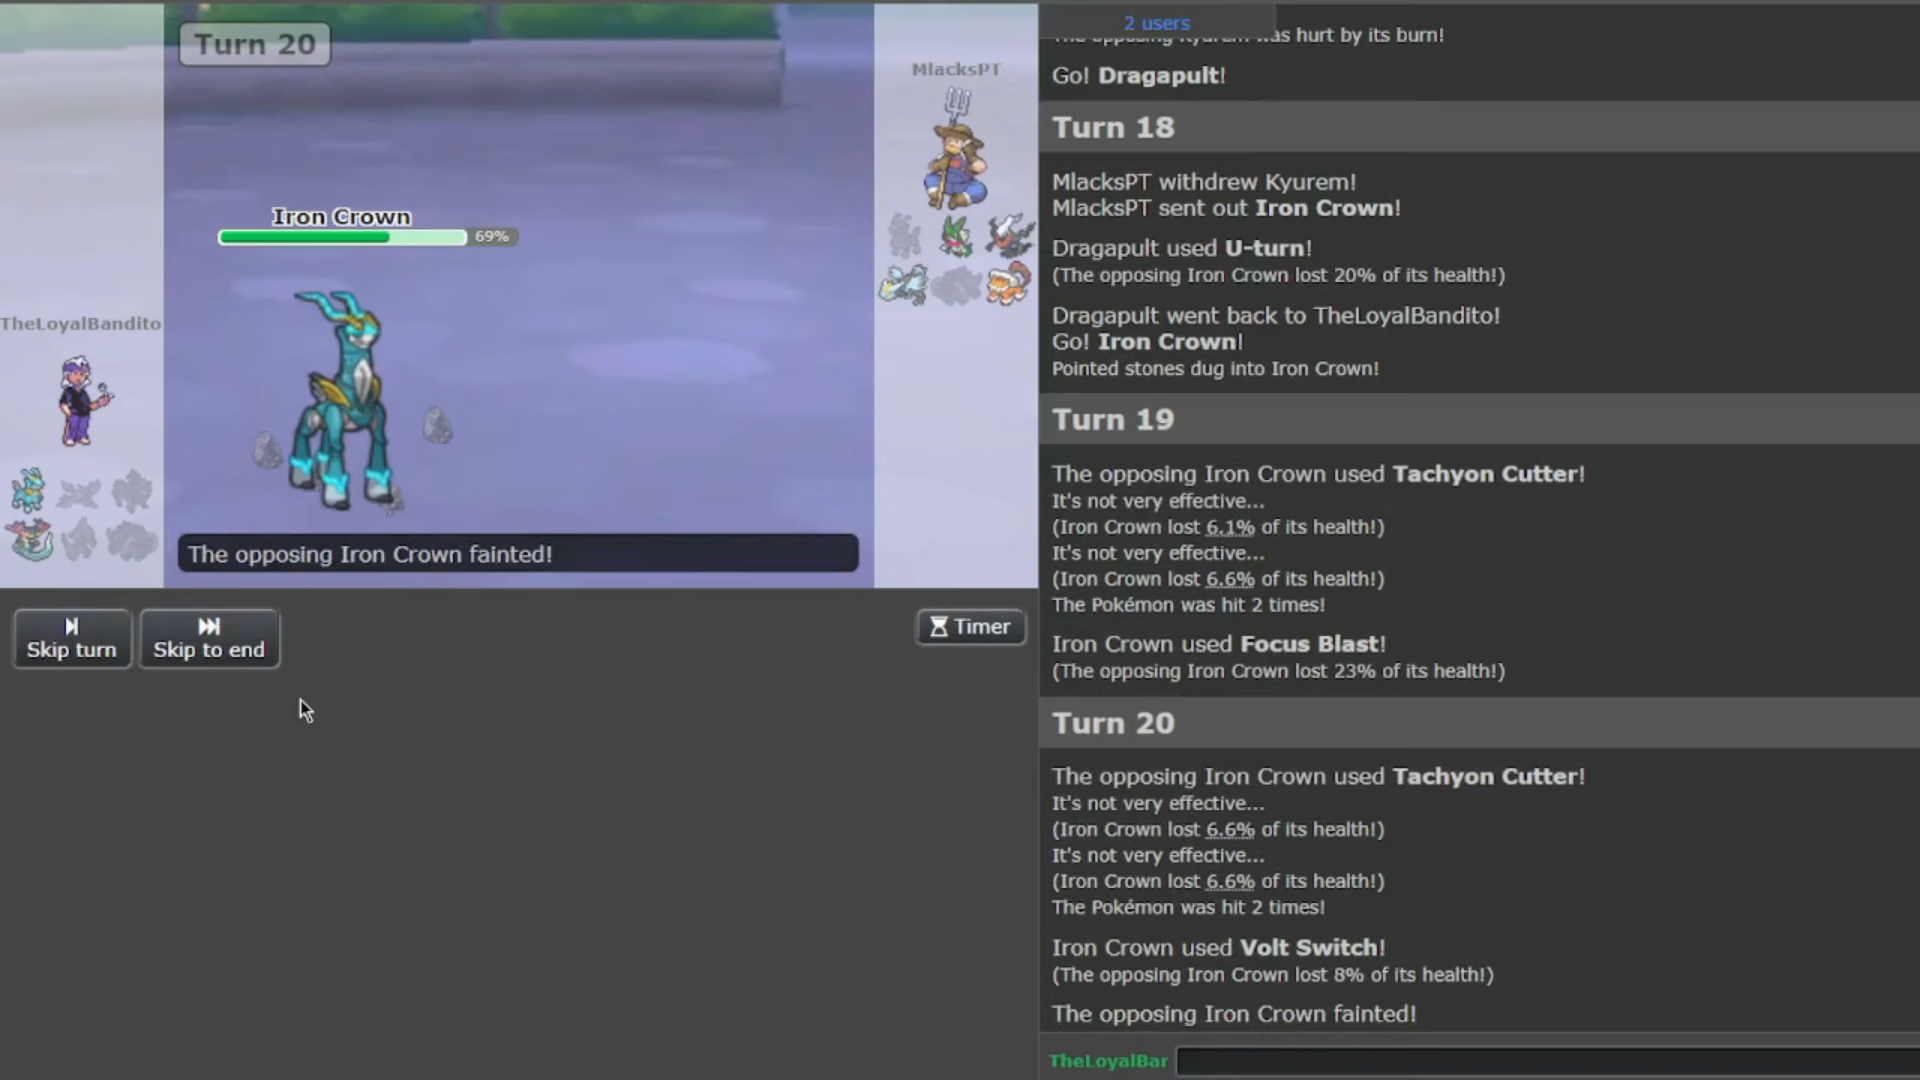 Turn 20
MlacksPT
Iron Crown
69%
TheLoyalBandito
The opposing Iron Crown fainted!
Skip turn
Skip to end
Timer
2 users
The opposing Kyurem was hurt by its burn!
Go! Dragapult!
Turn 18
MlacksPT withdrew Kyurem!
MlacksPT sent out Iron Crown!
Dragapult used U-turn!
(The opposing Iron Crown lost 20% of its health!)
Dragapult went back to TheLoyalBandito!
Go! Iron Crown!
Pointed stones dug into Iron Crown!
Turn 19
The opposing Iron Crown used Tachyon Cutter!
It's not very effective...
(Iron Crown lost 6.1% of its health!)
It's not very effective...
(Iron Crown lost 6.6% of its health!)
The Pokémon was hit 2 times!
Iron Crown used Focus Blast!
(The opposing Iron Crown lost 23% of its health!)
Turn 20
The opposing Iron Crown used Tachyon Cutter!
It's not very effective...
(Iron Crown lost 6.6% of its health!)
It's not very effective...
(Iron Crown lost 6.6% of its health!)
The Pokémon was hit 2 times!
Iron Crown used Volt Switch!
(The opposing Iron Crown lost 8% of its health!)
The opposing Iron Crown fainted!
TheLoyalBar